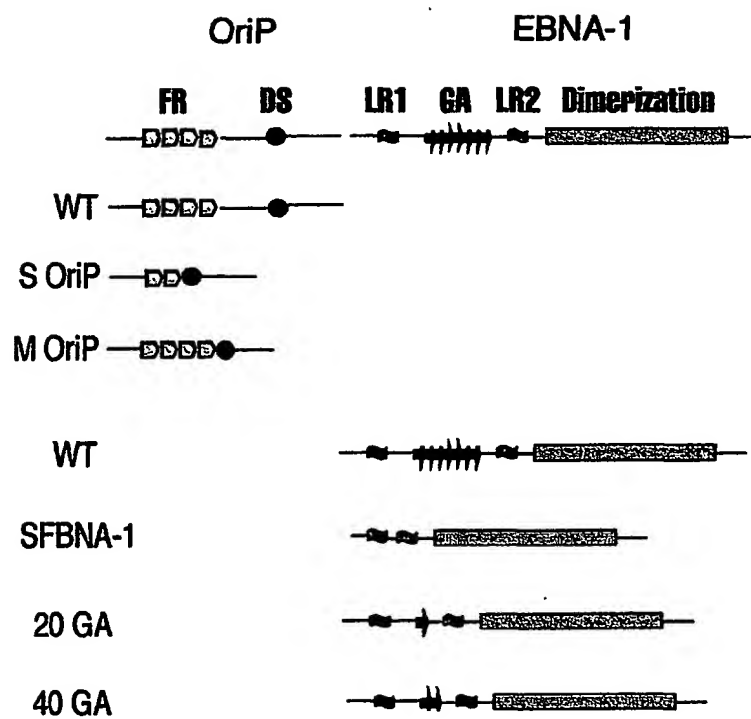 OriP EBNA-1
FR DS LR1 GA LR2 Dimerization
WT
S OriP
M OriP
WT
SFBNA-1
20 GA
40 GA